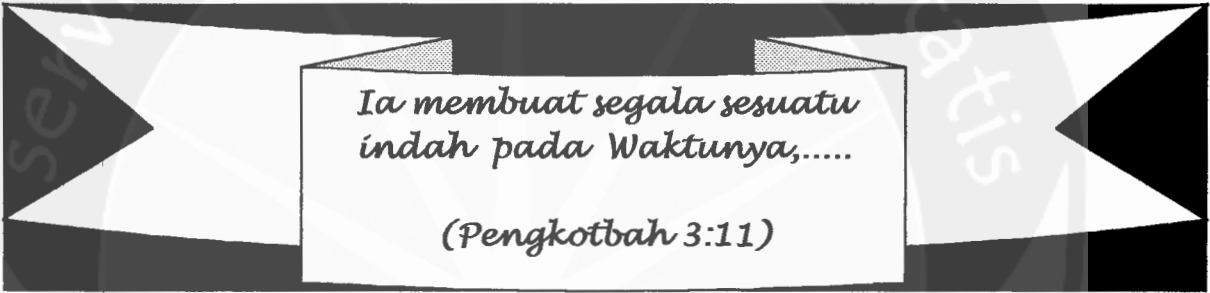 Ia membuat segala sesuatu
indah pada Waktunya,.....
(Pengkotbah 3:11)